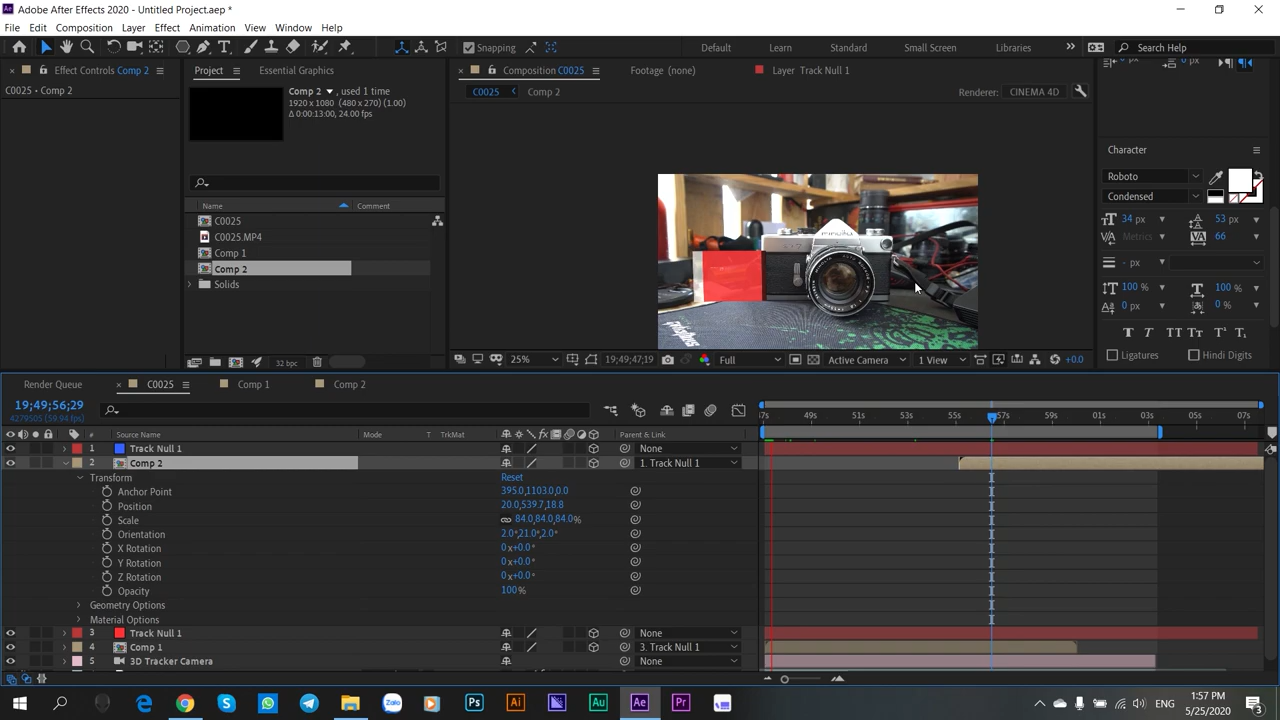 Adobe After Effects 2020 - Untitled Project.aep *
File Edit Composition Layer Effect Animation View Window Help
Snapping
Default Learn Standard Small Screen Libraries Search Help
Effect Controls Comp 2
C0025 • Comp 2
Project Essential Graphics
Comp 2 , used 1 time
1920 x 1080 (480 x 270) (1.00)
Δ 0:00:13:00, 24.00 fps
Name Comment
C0025
C0025.MP4
Comp 1
Comp 2
Solids
32 bpc
Composition C0025 Footage (none) Layer Track Null 1
C0025 Comp 2 Renderer: CINEMA 4D
minolta
25% 19;49;47;19 Full Active Camera 1 View +0.0
Character
Roboto
Condensed
34 px 53 px
Metrics 66
- px
100 % 100 %
0 px 0 %
T T TT Tт T¹ T₁
Ligatures Hindi Digits
Render Queue C0025 Comp 1 Comp 2
19;49;56;29
4279505 (59.94 fps)
47s 49s 51s 53s 55s 57s 59s 01s 03s 05s 07s
# Source Name Mode T TrkMat Parent & Link
1 Track Null 1 None
2 Comp 2 1. Track Null 1
Transform Reset
Anchor Point 395.0,1103.0,0.0
Position 20.0,539.7,18.8
Scale 84.0,84.0,84.0%
Orientation 2.0°,21.0°,2.0°
X Rotation 0x+0.0°
Y Rotation 0x+0.0°
Z Rotation 0x+0.0°
Opacity 100%
Geometry Options
Material Options
3 Track Null 1 None
4 Comp 1 3. Track Null 1
5 3D Tracker Camera None
ENG 1:57 PM
5/25/2020 3